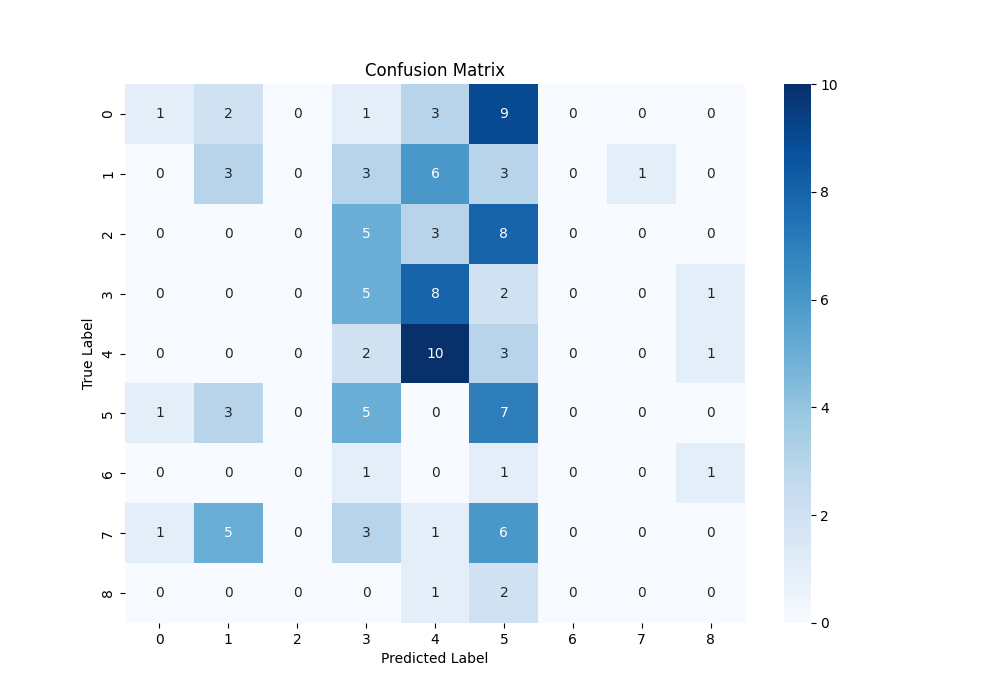 Confusion Matrix
0 1 2 0 1 3 9 0 0 0
1 0 3 0 3 6 3 0 1 0
2 0 0 0 5 3 8 0 0 0
3 0 0 0 5 8 2 0 0 1
4 0 0 0 2 10 3 0 0 1
5 1 3 0 5 0 7 0 0 0
6 0 0 0 1 0 1 0 0 1
7 1 5 0 3 1 6 0 0 0
8 0 0 0 0 1 2 0 0 0
0 1 2 3 4 5 6 7 8
Predicted Label
True Label
10
8
6
4
2
0